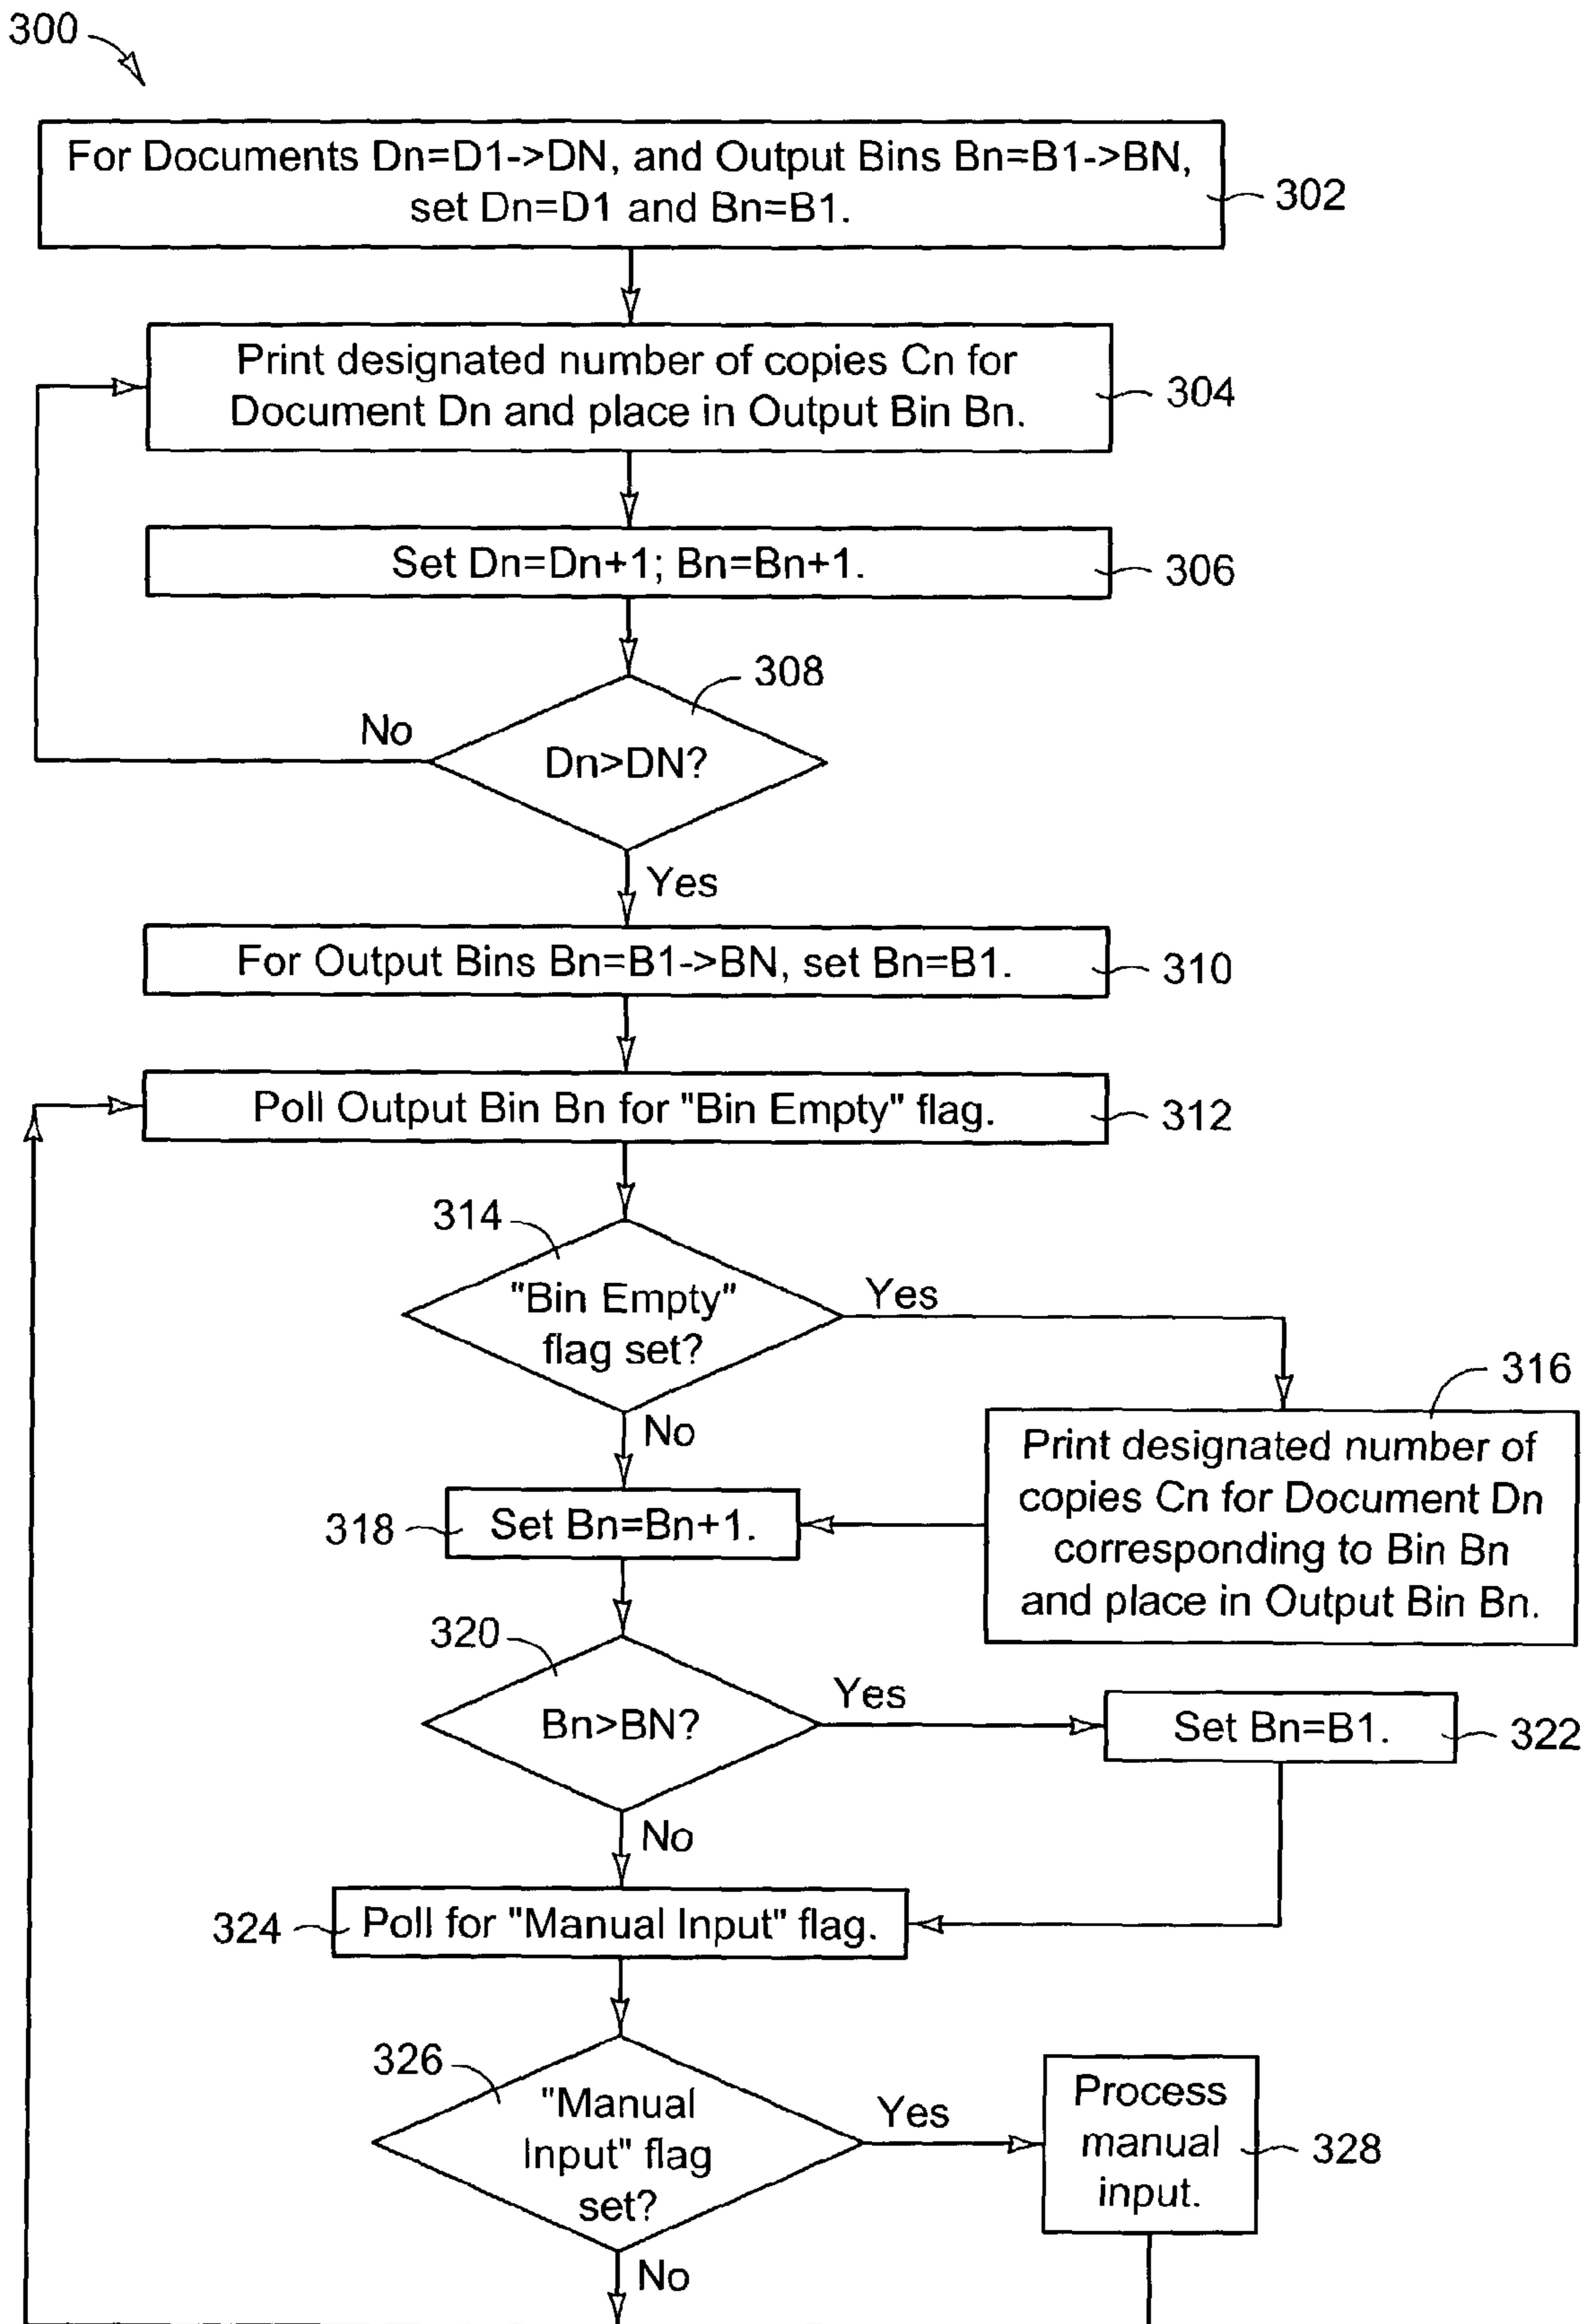 300
For Documents Dn=D1->DN, and Output Bins Bn=B1->BN,
set Dn=D1 and Bn=B1.
302
Print designated number of copies Cn for
Document Dn and place in Output Bin Bn.
304
Set Dn=Dn+1; Bn=Bn+1.
306
308
Dn>DN?
No
Yes
For Output Bins Bn=B1->BN, set Bn=B1.
310
Poll Output Bin Bn for "Bin Empty" flag.
312
314
"Bin Empty"
flag set?
Yes
No
316
Print designated number of
copies Cn for Document Dn
corresponding to Bin Bn
and place in Output Bin Bn.
318
Set Bn=Bn+1.
320
Bn>BN?
Yes
Set Bn=B1.
322
No
324
Poll for "Manual Input" flag.
326
"Manual
Input" flag
set?
Yes
Process
manual
input.
328
No